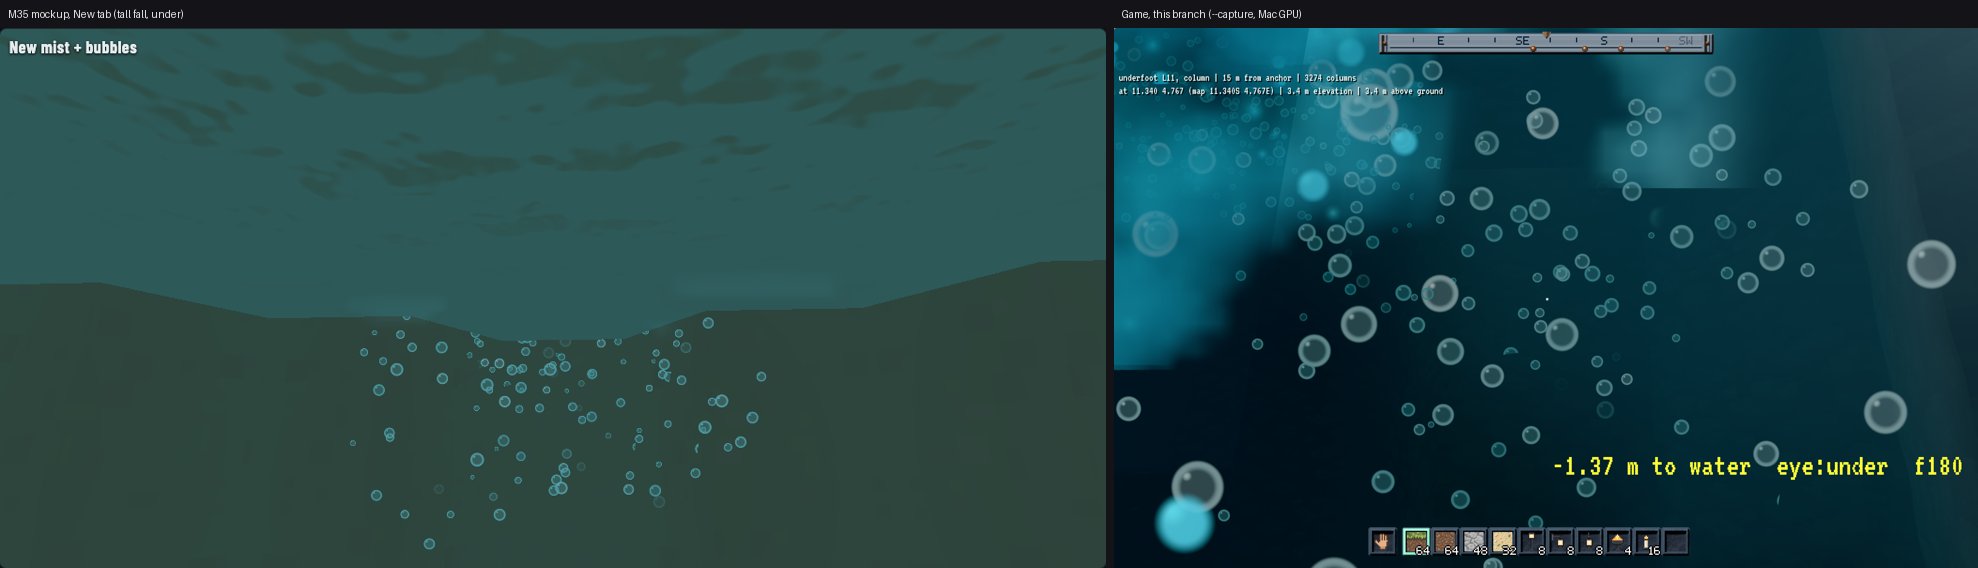 M35 mockup, New tab (tall fall, under)
New mist + bubbles
Game, this branch (--capture, Mac GPU)
E SE S SW
underfoot L11, column | 15 m from anchor | 3274 columns
at 11.340 4.767 (map 11.340S 4.767E) | 3.4 m elevation | 3.4 m above ground
-1.37 m to water eye:under f180
64 64 48 32 8 8 8 4 16